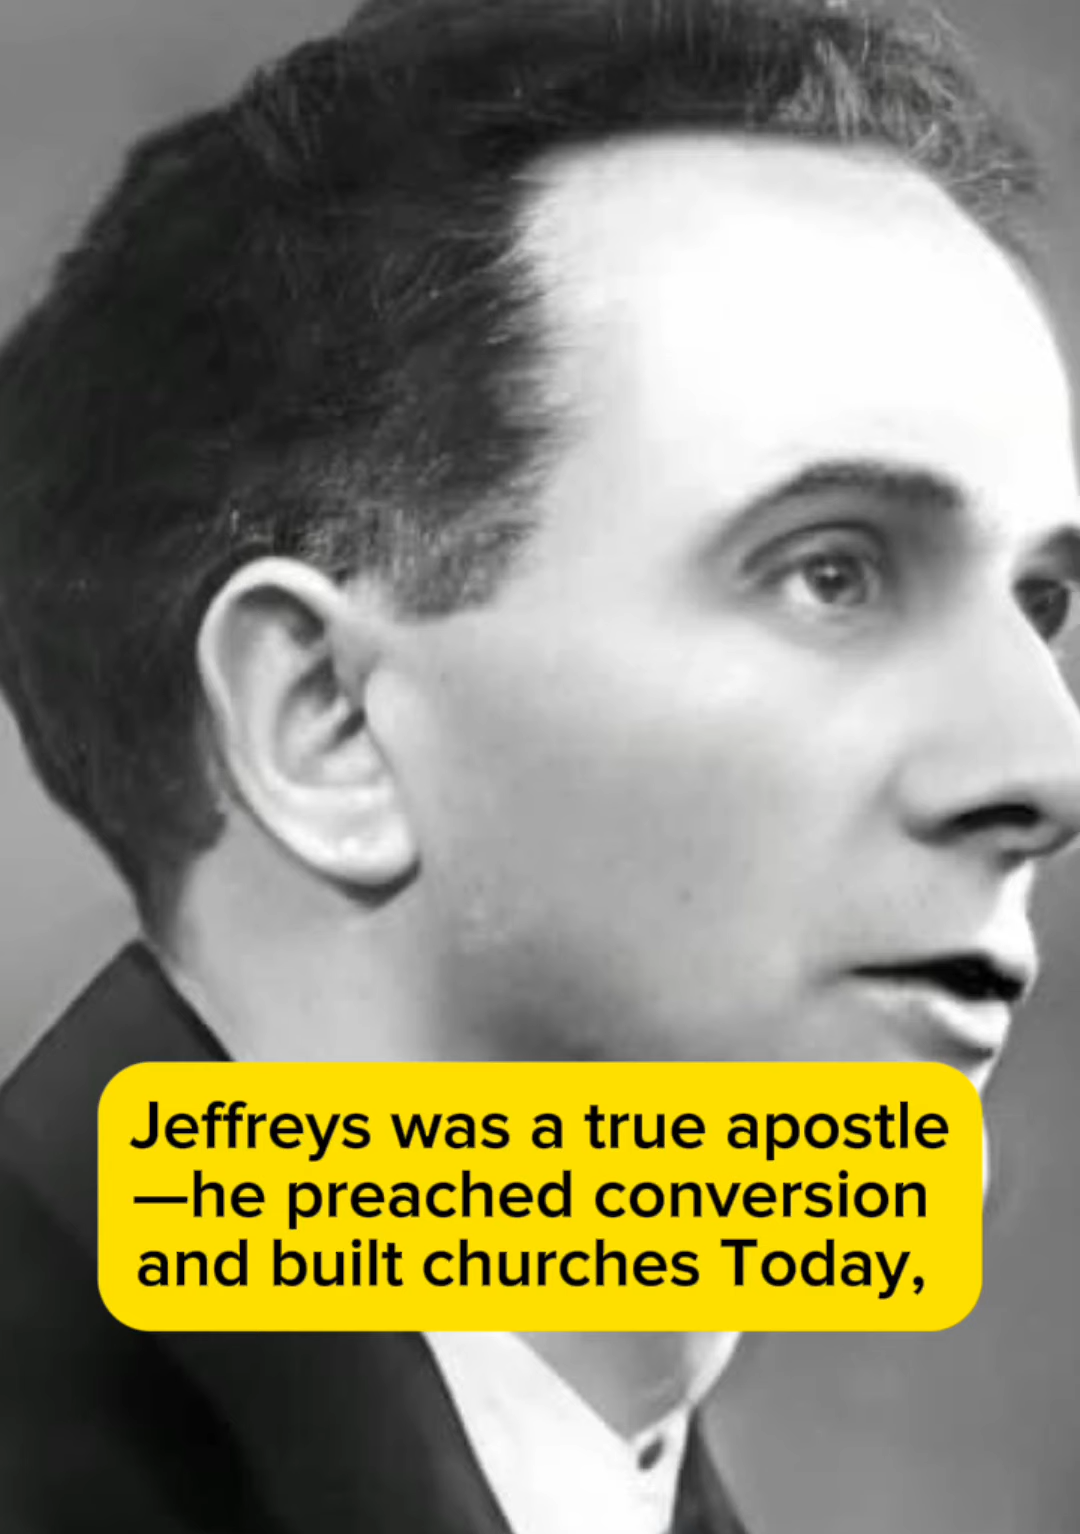 Jeffreys was a true apostle
—he preached conversion
and built churches Today,